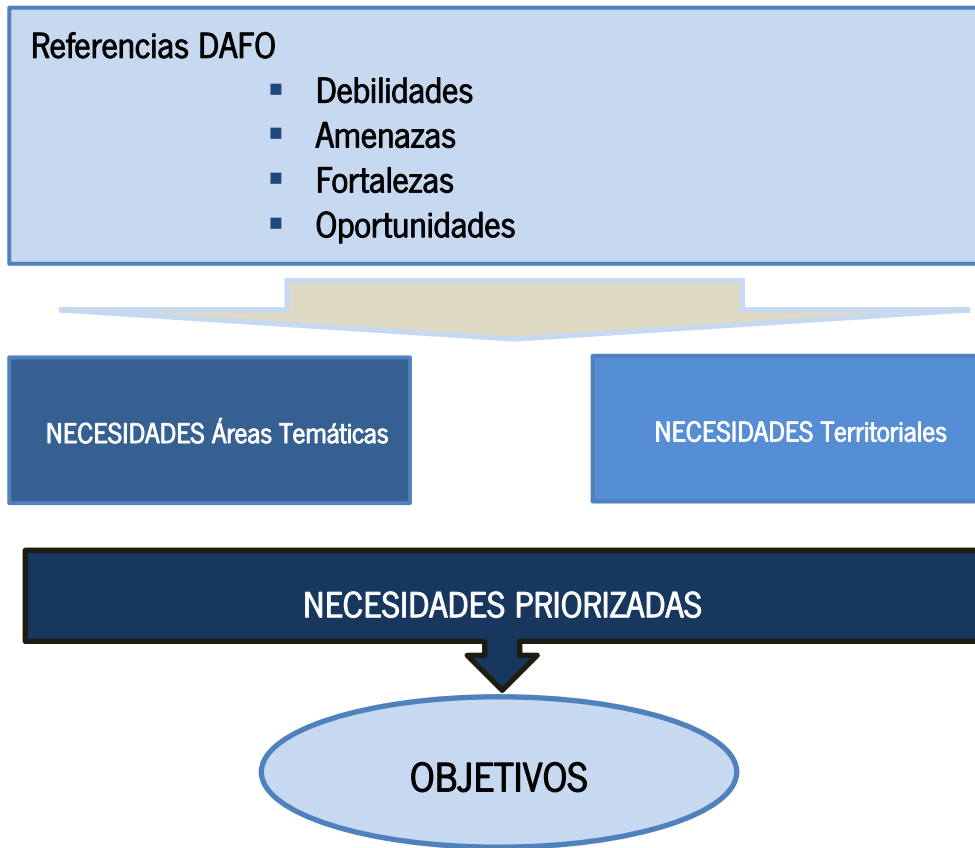 Referencias DAFO
▪ Debilidades
▪ Amenazas
▪ Fortalezas
▪ Oportunidades
NECESIDADES Áreas Temáticas
NECESIDADES Territoriales
NECESIDADES PRIORIZADAS
OBJETIVOS